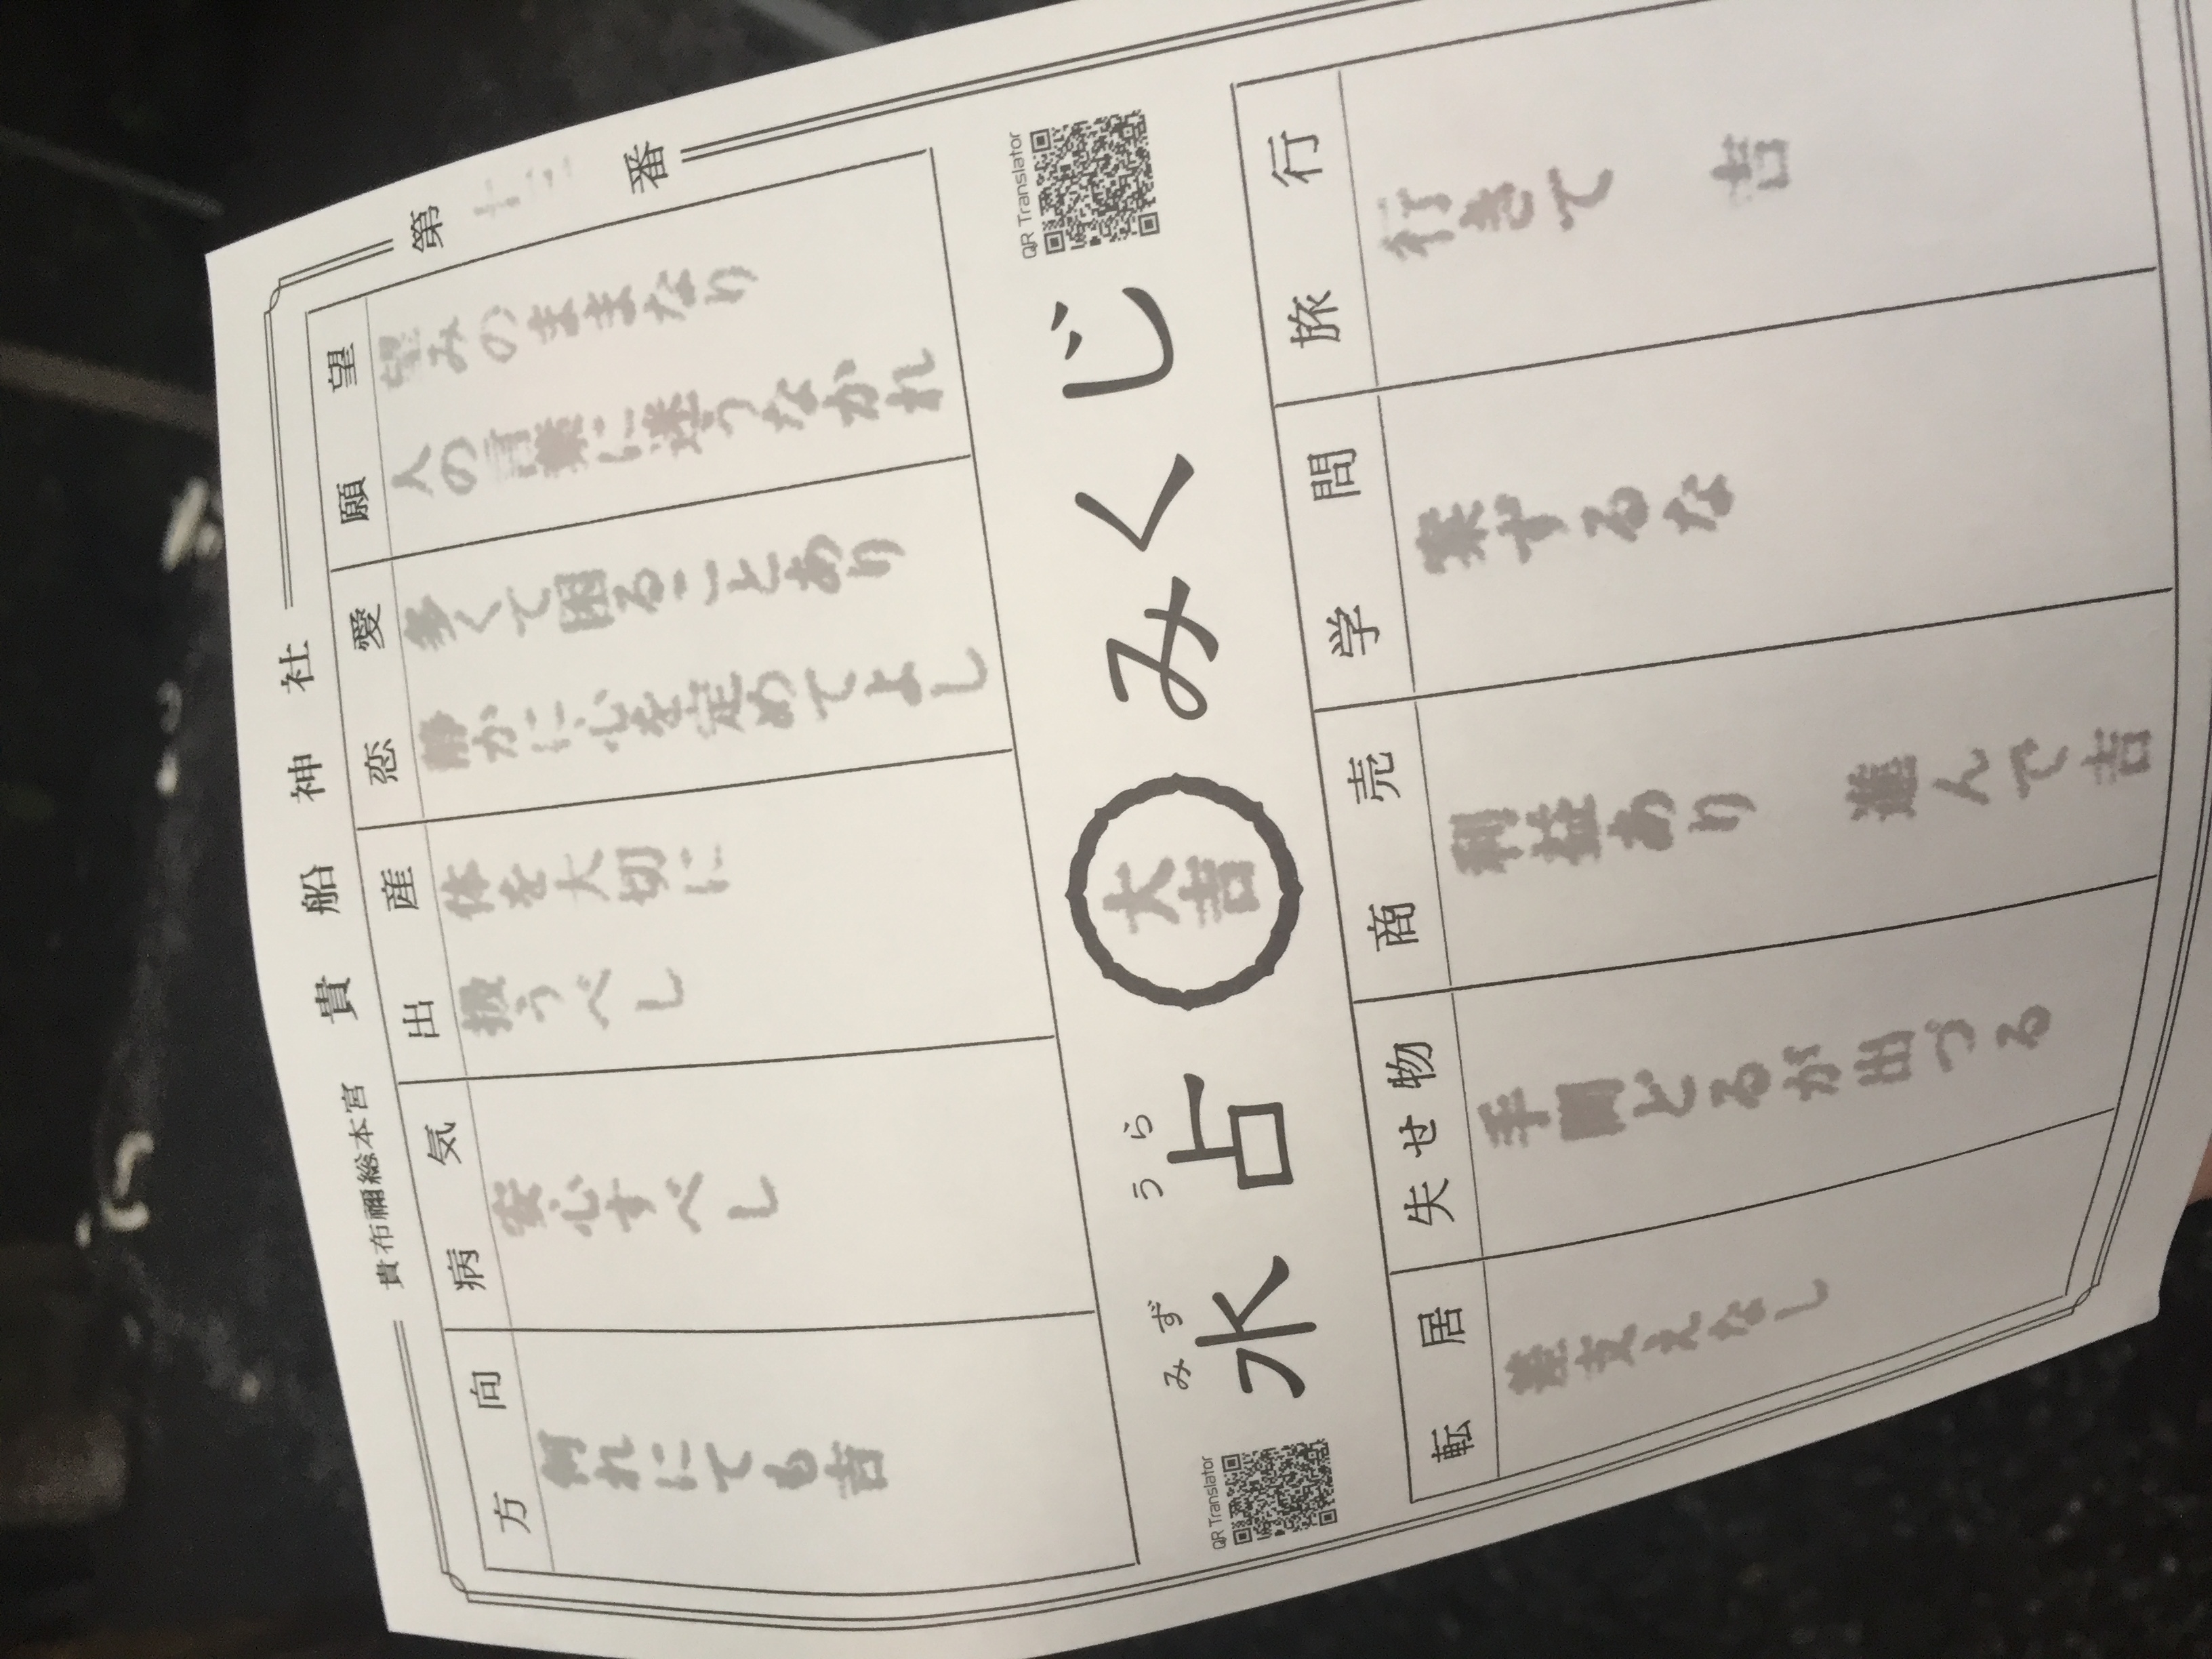 貴布禰総本宮 貴船神社
第十三番
願望
望みのままなり
人の言葉に迷うなかれ
恋愛
多くて困ることあり
静かに心を定めてよし
出産
体を大切に
扱うべし
病気
安心すべし
方向
何れにても吉
QR Translator
みずうら
水占
大吉
みくじ
QR Translator
旅行
行きて 吉
学問
案ずるな
商売
利益あり 進んで吉
失せ物
手間どるが出づる
転居
差支えなし